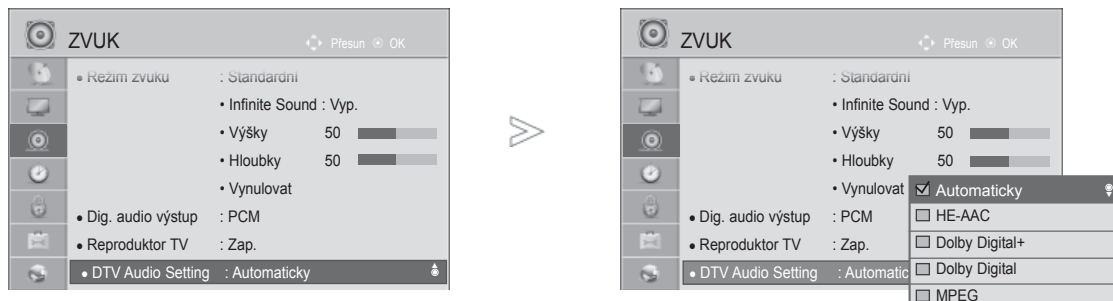 ZVUK
Přesun OK
• Režim zvuku : Standardní
• Infinite Sound : Vyp.
• Výšky 50
• Hloubky 50
• Vynulovat
• Dig. audio výstup : PCM
• Reproduktor TV : Zap.
• DTV Audio Setting : Automaticky
ZVUK
Přesun OK
• Režim zvuku : Standardní
• Infinite Sound : Vyp.
• Výšky 50
• Hloubky 50
• Vynulovat
• Dig. audio výstup : PCM
• Reproduktor TV : Zap.
• DTV Audio Setting : Automatic
Automaticky
HE-AAC
Dolby Digital+
Dolby Digital
MPEG